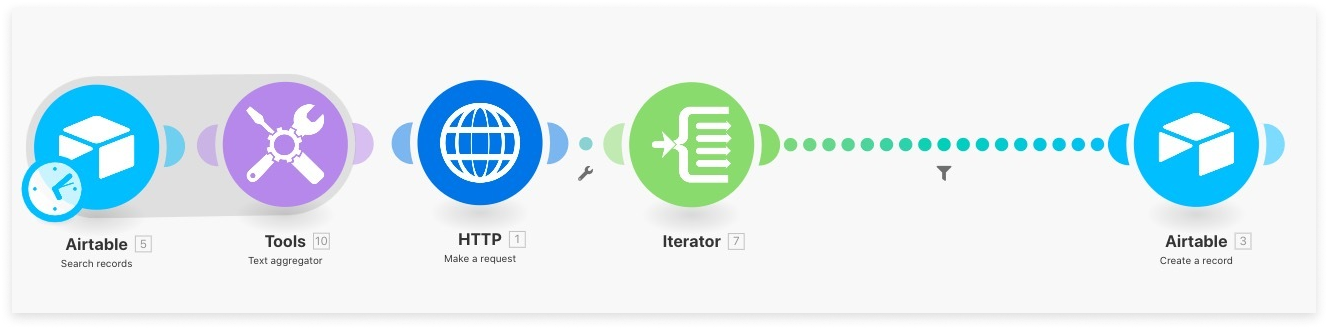 Airtable 5
Search records
Tools 10
Text aggregator
HTTP 1
Make a request
Iterator 7
Airtable 3
Create a record